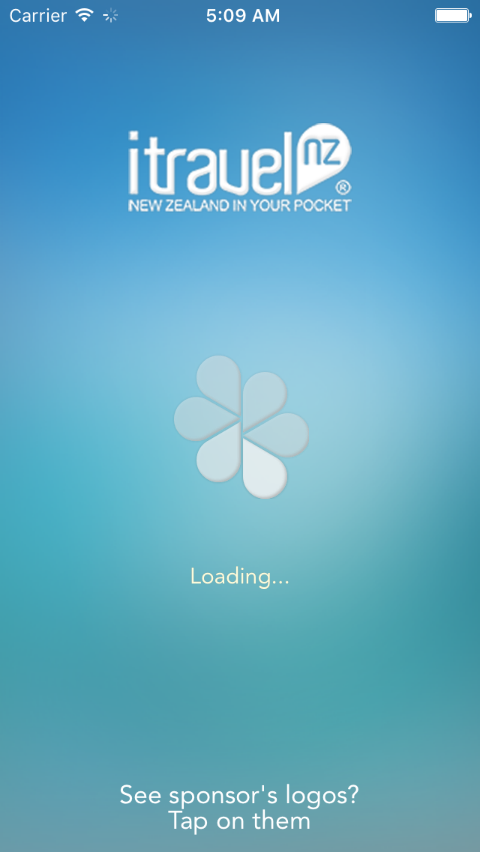 Carrier 5:09 AM
itravel nz ®
NEW ZEALAND IN YOUR POCKET
Loading...
See sponsor's logos?
Tap on them